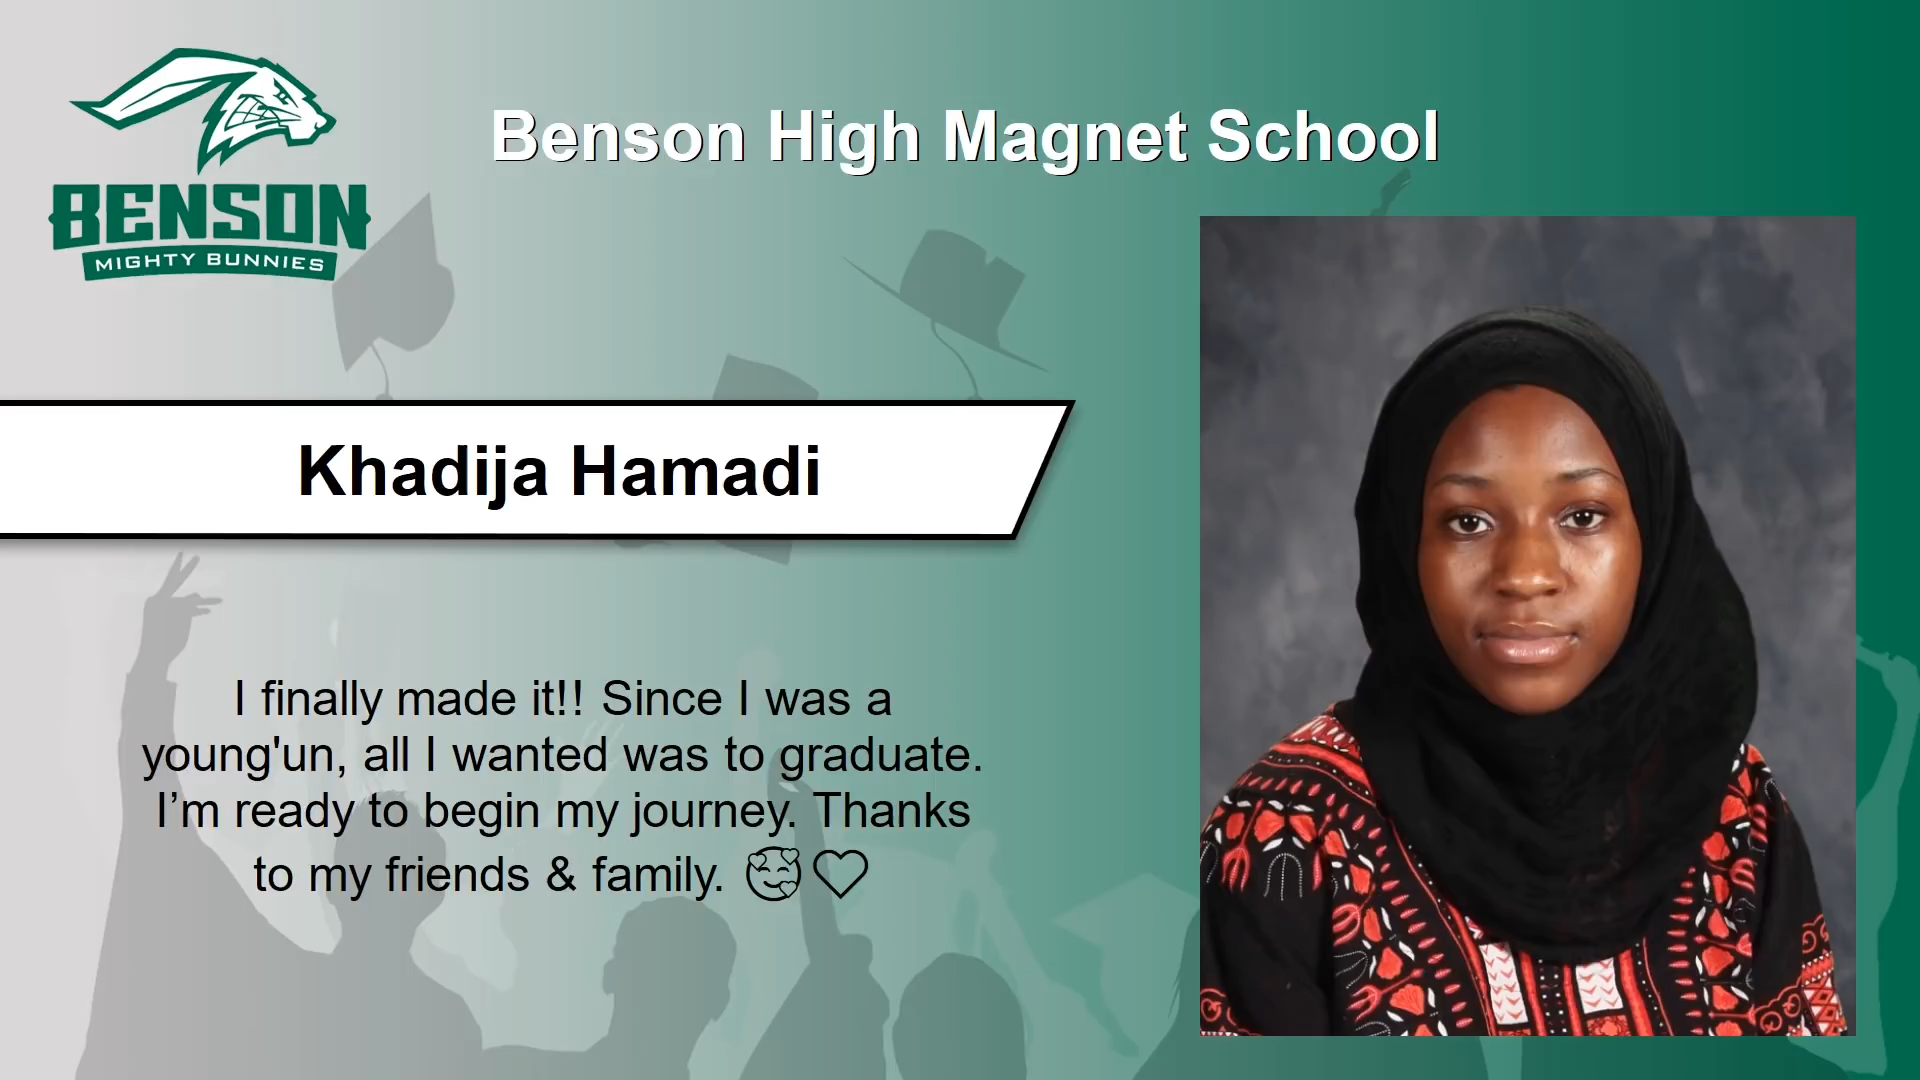 BENSON
MIGHTY BUNNIES
Benson High Magnet School
Khadija Hamadi
I finally made it!! Since I was a
young'un, all I wanted was to graduate.
I’m ready to begin my journey. Thanks
to my friends & family. 🥰♡